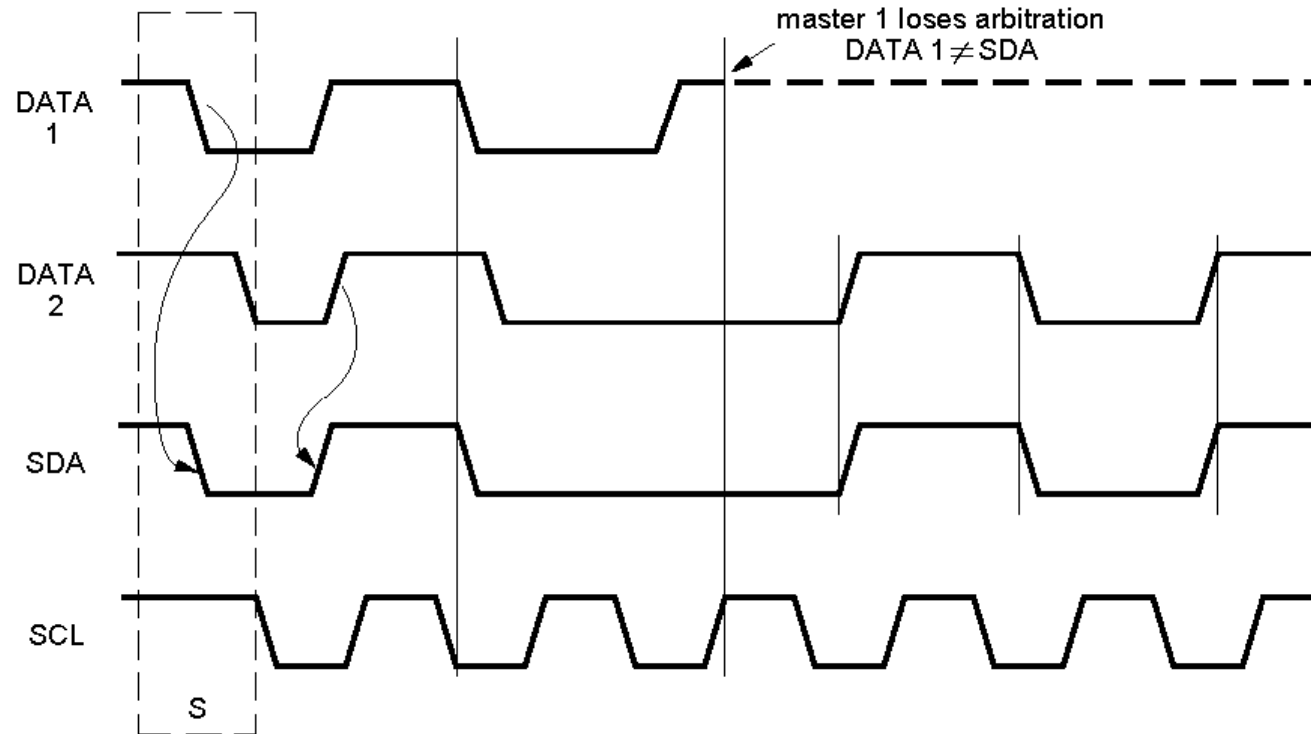 master 1 loses arbitration
DATA 1 ≠ SDA
DATA
1
DATA
2
SDA
SCL
S